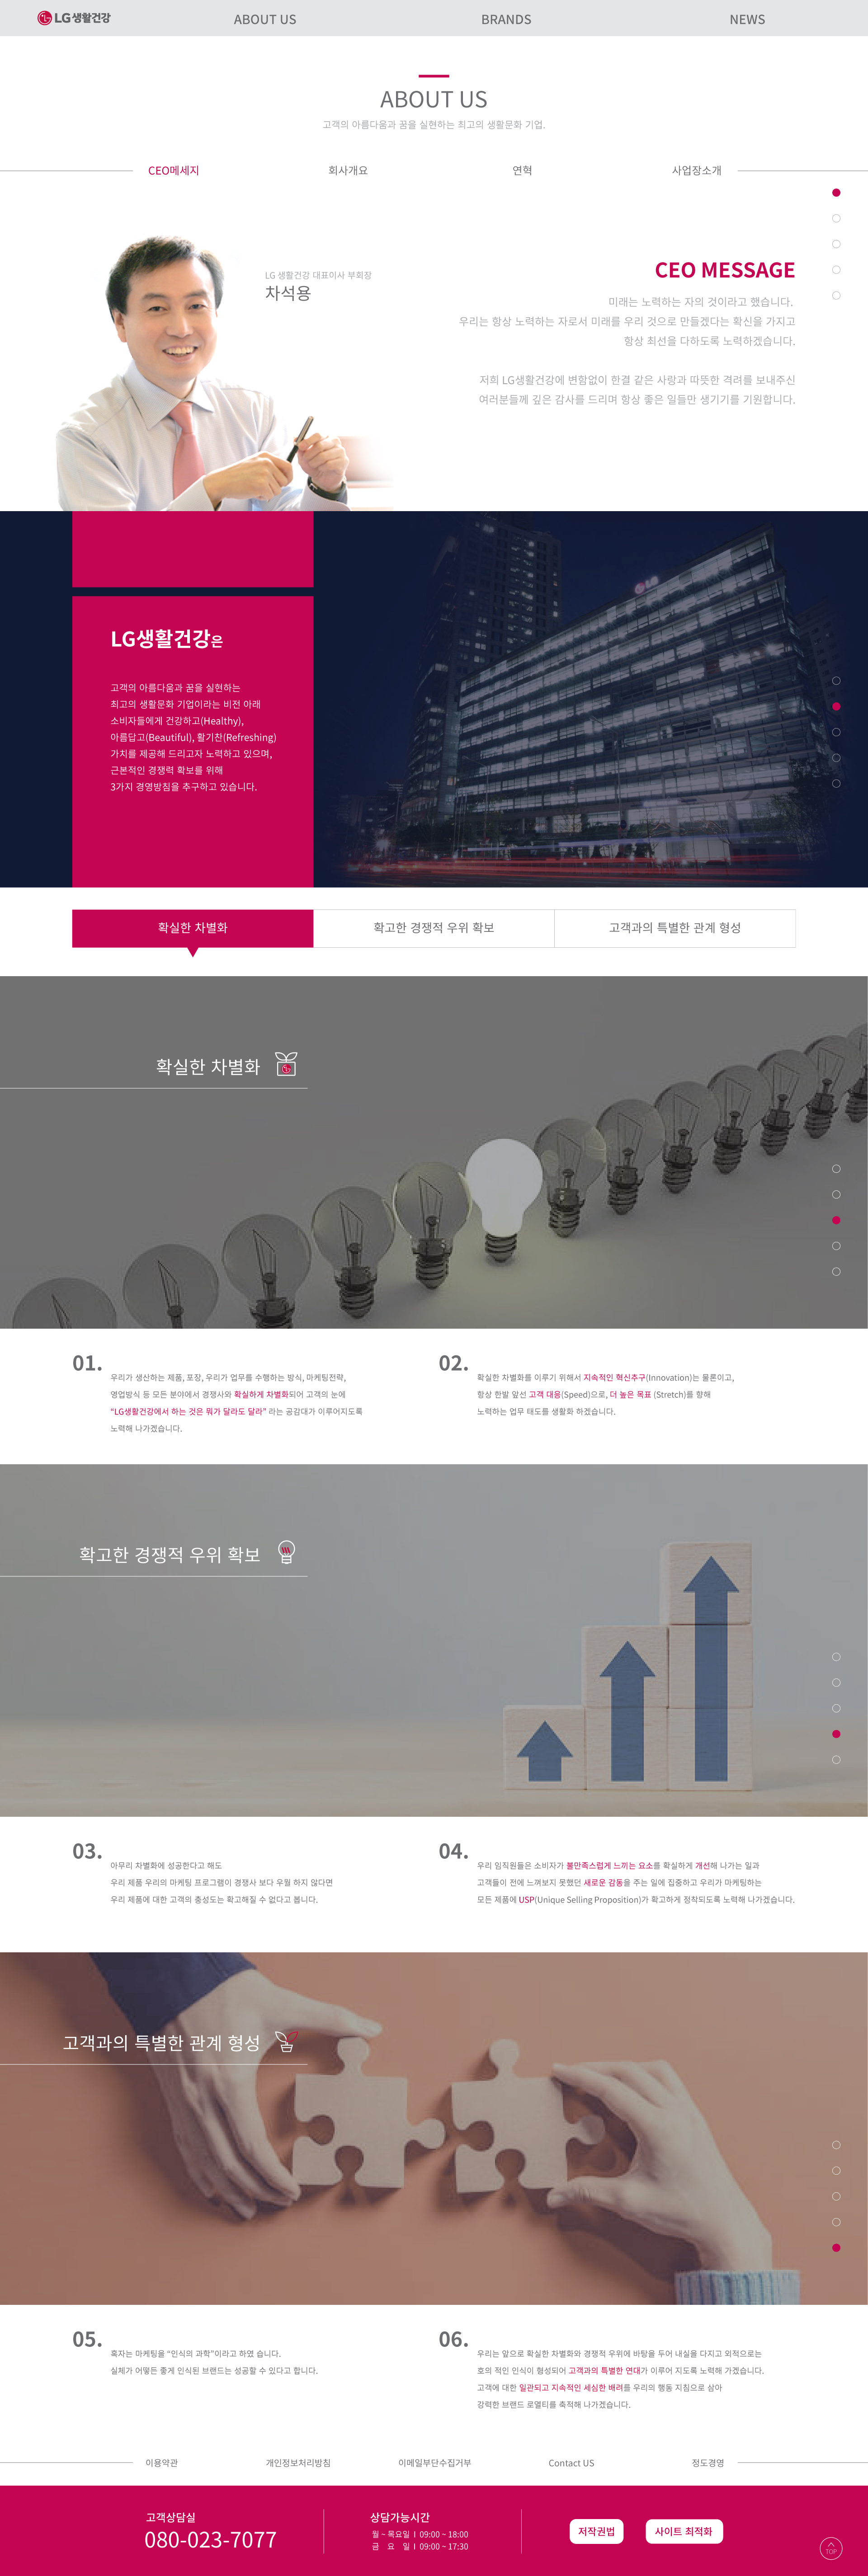 LG생활건강
ABOUT US
BRANDS
NEWS
ABOUT US
고객의 아름다움과 꿈을 실현하는 최고의 생활문화 기업.
CEO메세지
회사개요
연혁
사업장소개
LG 생활건강 대표이사 부회장
차석용
CEO MESSAGE
미래는 노력하는 자의 것이라고 했습니다.
우리는 항상 노력하는 자로서 미래를 우리 것으로 만들겠다는 확신을 가지고
항상 최선을 다하도록 노력하겠습니다.
저희 LG생활건강에 변함없이 한결 같은 사랑과 따뜻한 격려를 보내주신
여러분들께 깊은 감사를 드리며 항상 좋은 일들만 생기기를 기원합니다.
LG생활건강은
고객의 아름다움과 꿈을 실현하는
최고의 생활문화 기업이라는 비전 아래
소비자들에게 건강하고(Healthy),
아름답고(Beautiful), 활기찬(Refreshing)
가치를 제공해 드리고자 노력하고 있으며,
근본적인 경쟁력 확보를 위해
3가지 경영방침을 추구하고 있습니다.
확실한 차별화
확고한 경쟁적 우위 확보
고객과의 특별한 관계 형성
확실한 차별화
01.
우리가 생산하는 제품, 포장, 우리가 업무를 수행하는 방식, 마케팅전략,
영업방식 등 모든 분야에서 경쟁사와 확실하게 차별화되어 고객의 눈에
“LG생활건강에서 하는 것은 뭐가 달라도 달라” 라는 공감대가 이루어지도록
노력해 나가겠습니다.
02.
확실한 차별화를 이루기 위해서 지속적인 혁신추구(Innovation)는 물론이고,
항상 한발 앞선 고객 대응(Speed)으로, 더 높은 목표 (Stretch)를 향해
노력하는 업무 태도를 생활화 하겠습니다.
확고한 경쟁적 우위 확보
03.
아무리 차별화에 성공한다고 해도
우리 제품 우리의 마케팅 프로그램이 경쟁사 보다 우월 하지 않다면
우리 제품에 대한 고객의 충성도는 확고해질 수 없다고 봅니다.
04.
우리 임직원들은 소비자가 불만족스럽게 느끼는 요소를 확실하게 개선해 나가는 일과
고객들이 전에 느껴보지 못했던 새로운 감동을 주는 일에 집중하고 우리가 마케팅하는
모든 제품에 USP(Unique Selling Proposition)가 확고하게 정착되도록 노력해 나가겠습니다.
고객과의 특별한 관계 형성
05.
혹자는 마케팅을 “인식의 과학”이라고 하였 습니다.
실체가 어떻든 좋게 인식된 브랜드는 성공할 수 있다고 합니다.
06.
우리는 앞으로 확실한 차별화와 경쟁적 우위에 바탕을 두어 내실을 다지고 외적으로는
호의 적인 인식이 형성되어 고객과의 특별한 연대가 이루어 지도록 노력해 가겠습니다.
고객에 대한 일관되고 지속적인 세심한 배려를 우리의 행동 지침으로 삼아
강력한 브랜드 로열티를 축적해 나가겠습니다.
이용약관
개인정보처리방침
이메일부단수집거부
Contact US
정도경영
고객상담실
080-023-7077
상담가능시간
월 ~ 목요일 I 09:00 ~ 18:00
금 요 일 I 09:00 ~ 17:30
저작권법
사이트 최적화
TOP